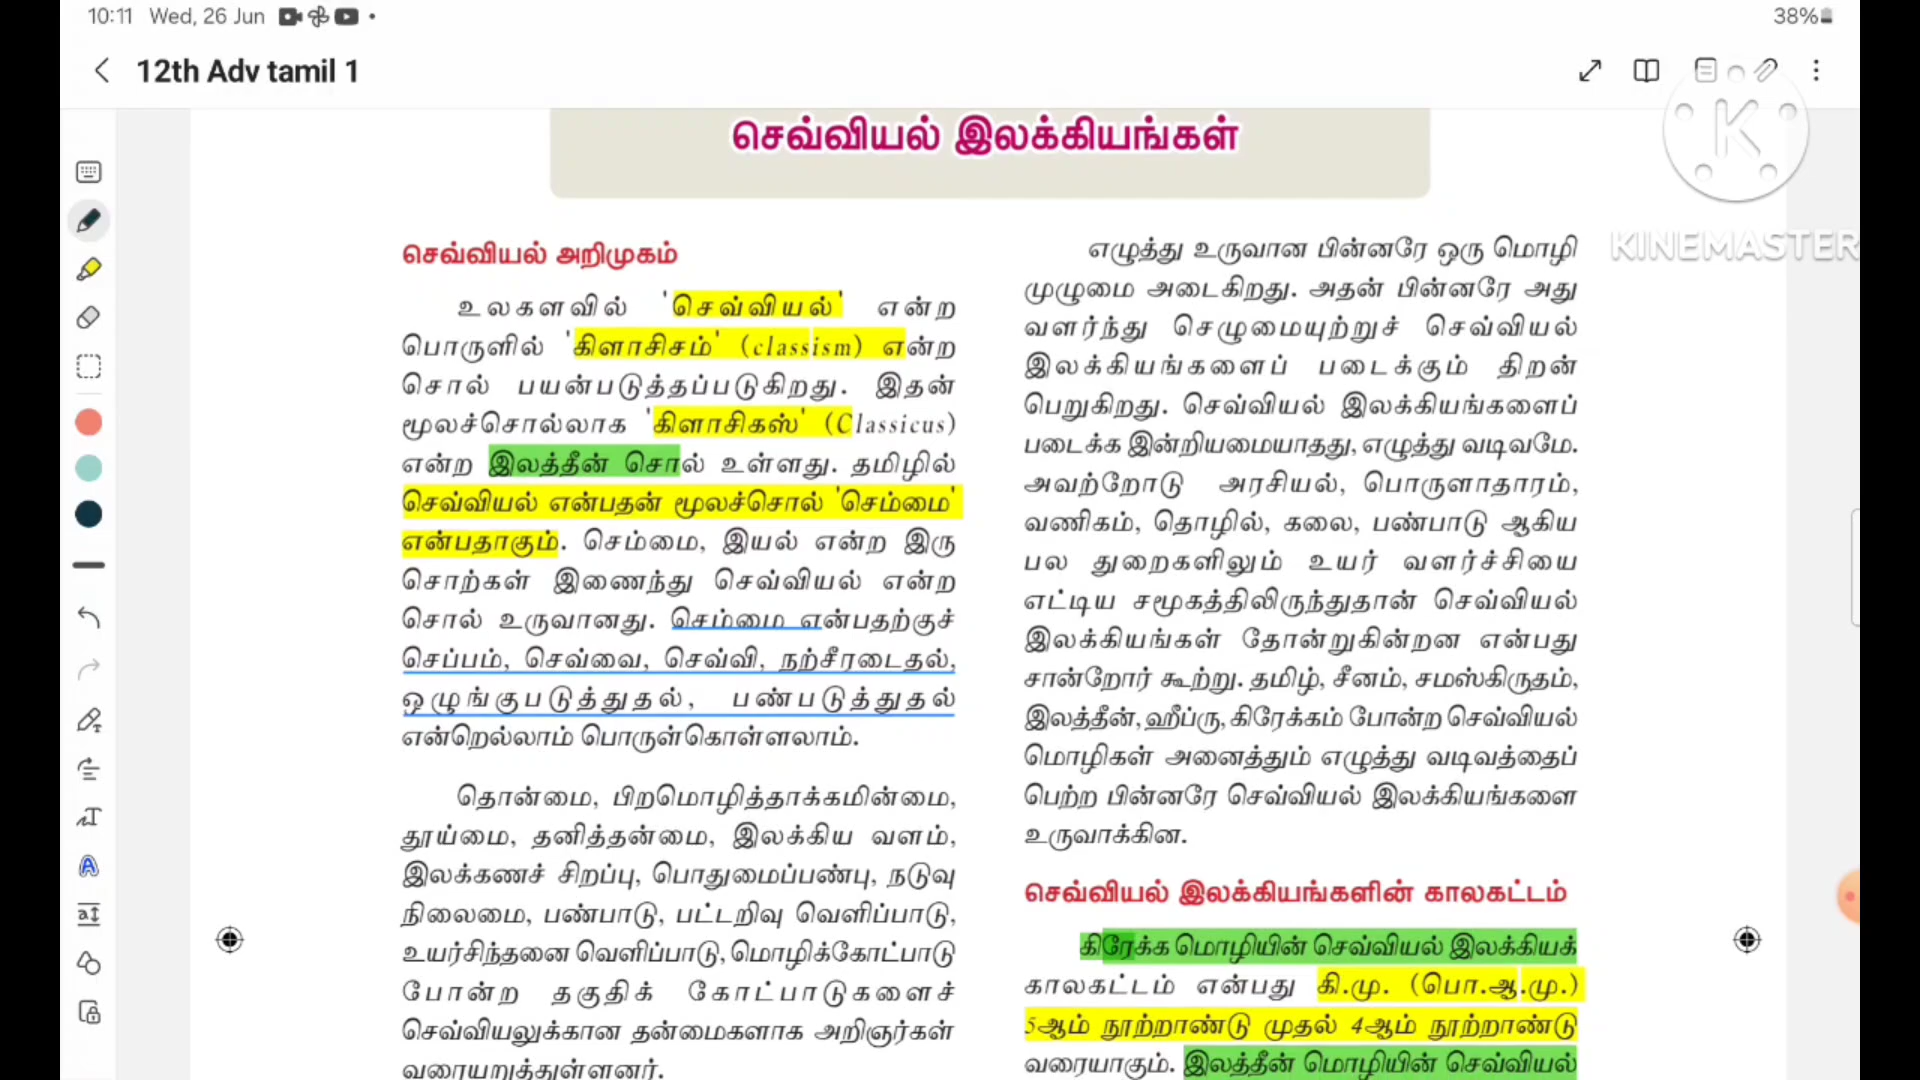 10:11 Wed, 26 Jun
38%
12th Adv tamil 1
K
KINEMASTER
செவ்வியல் இலக்கியங்கள்
செவ்வியல் அறிமுகம்
உலகளவில் 'செவ்வியல்' என்ற
பொருளில் 'கிளாசிசம்' (classism) என்ற
சொல் பயன்படுத்தப்படுகிறது. இதன்
மூலச்சொல்லாக 'கிளாசிகஸ்' (Classicus)
என்ற இலத்தீன் சொல் உள்ளது. தமிழில்
செவ்வியல் என்பதன் மூலச்சொல் 'செம்மை'
என்பதாகும். செம்மை, இயல் என்ற இரு
சொற்கள் இணைந்து செவ்வியல் என்ற
சொல் உருவானது. செம்மை என்பதற்குச்
செப்பம், செவ்வை, செவ்வி, நற்சீரடைதல்,
ஒழுங்குபடுத்துதல், பண்படுத்துதல்
என்றெல்லாம் பொருள்கொள்ளலாம்.
தொன்மை, பிறமொழித்தாக்கமின்மை,
தூய்மை, தனித்தன்மை, இலக்கிய வளம்,
இலக்கணச் சிறப்பு, பொதுமைப்பண்பு, நடுவு
நிலைமை, பண்பாடு, பட்டறிவு வெளிப்பாடு,
உயர்சிந்தனை வெளிப்பாடு, மொழிக்கோட்பாடு
போன்ற தகுதிக் கோட்பாடுகளைச்
செவ்வியலுக்கான தன்மைகளாக அறிஞர்கள்
வரையறுத்துள்ளனர்.
எழுத்து உருவான பின்னரே ஒரு மொழி
முழுமை அடைகிறது. அதன் பின்னரே அது
வளர்ந்து செழுமையுற்றுச் செவ்வியல்
இலக்கியங்களைப் படைக்கும் திறன்
பெறுகிறது. செவ்வியல் இலக்கியங்களைப்
படைக்க இன்றியமையாதது, எழுத்து வடிவமே.
அவற்றோடு அரசியல், பொருளாதாரம்,
வணிகம், தொழில், கலை, பண்பாடு ஆகிய
பல துறைகளிலும் உயர் வளர்ச்சியை
எட்டிய சமூகத்திலிருந்துதான் செவ்வியல்
இலக்கியங்கள் தோன்றுகின்றன என்பது
சான்றோர் கூற்று. தமிழ், சீனம், சமஸ்கிருதம்,
இலத்தீன், ஹீப்ரு, கிரேக்கம் போன்ற செவ்வியல்
மொழிகள் அனைத்தும் எழுத்து வடிவத்தைப்
பெற்ற பின்னரே செவ்வியல் இலக்கியங்களை
உருவாக்கின.
செவ்வியல் இலக்கியங்களின் காலகட்டம்
கிரேக்க மொழியின் செவ்வியல் இலக்கியக்
காலகட்டம் என்பது கி.மு. (பொ.ஆ.மு.)
5ஆம் நூற்றாண்டு முதல் 4ஆம் நூற்றாண்டு
வரையாகும். இலத்தீன் மொழியின் செவ்வியல்